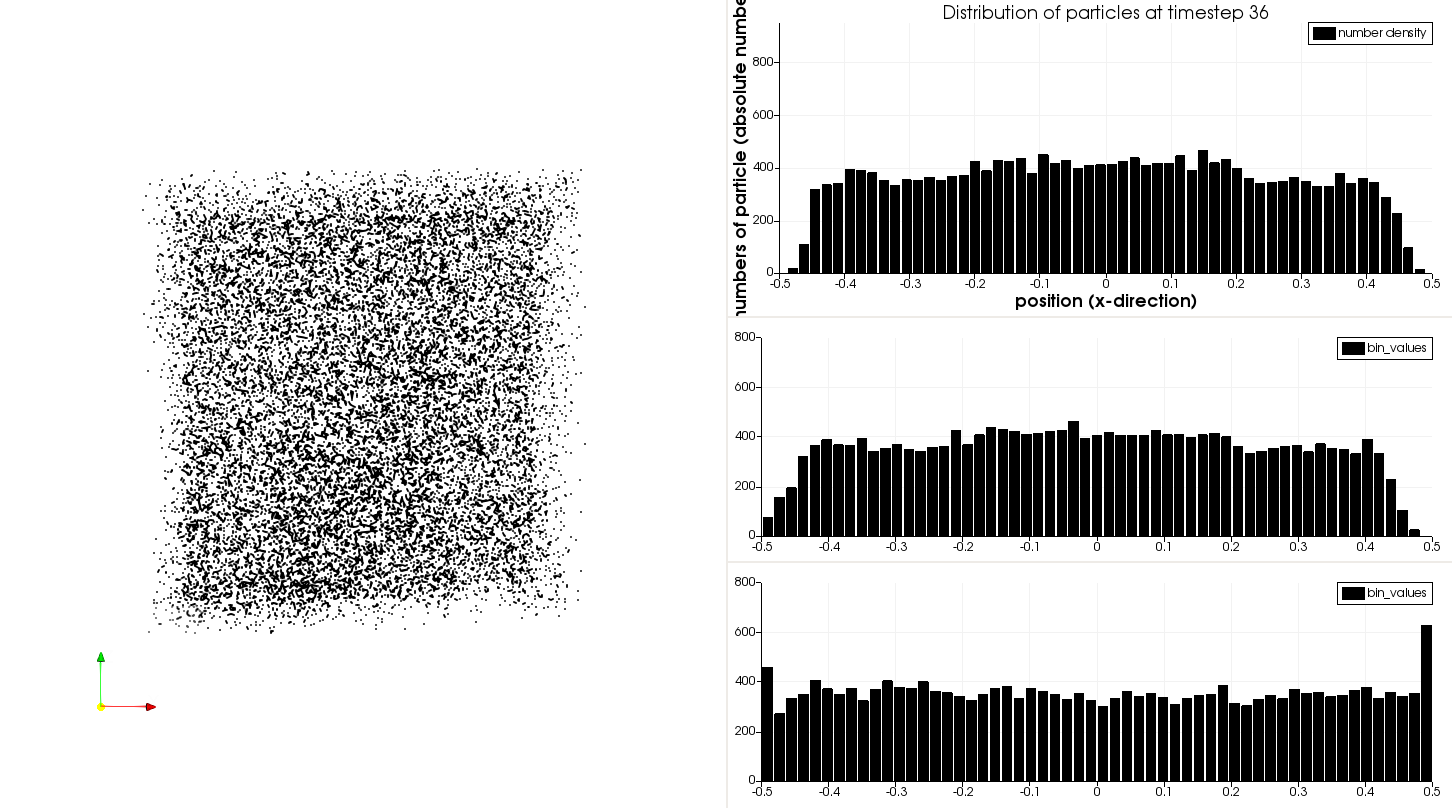 Distribution of particles at timestep 36
numbers of particle (absolute numbe
number density
800
600
400
200
0
-0.5 -0.4 -0.3 -0.2 -0.1 0 0.1 0.2 0.3 0.4 0.5
position (x-direction)
bin_values
800
600
400
200
0
-0.5 -0.4 -0.3 -0.2 -0.1 0 0.1 0.2 0.3 0.4 0.5
bin_values
800
600
400
200
0
-0.5 -0.4 -0.3 -0.2 -0.1 0 0.1 0.2 0.3 0.4 0.5